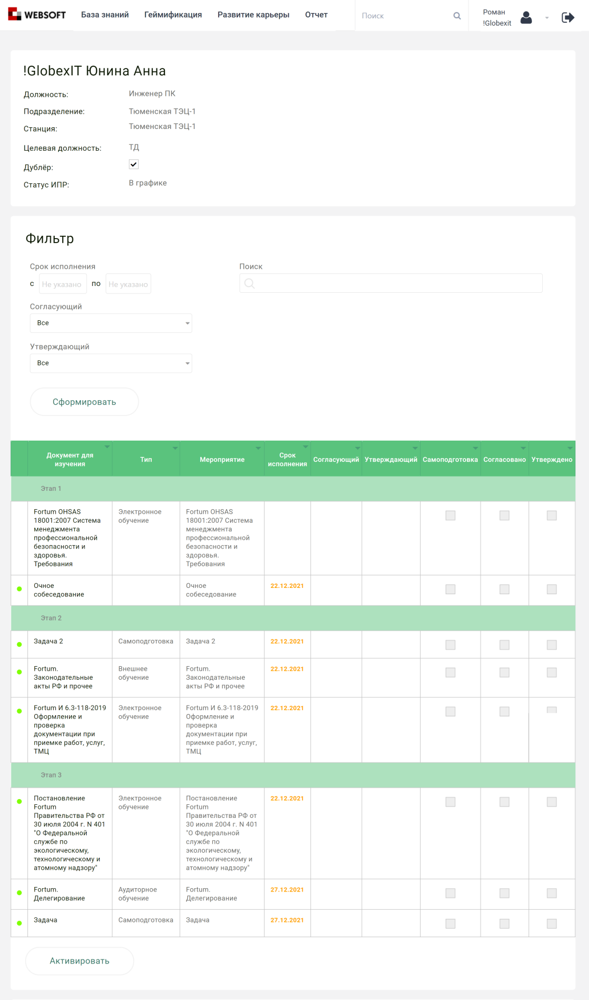 WEBSOFT
База знаний
Геймификация
Развитие карьеры
Отчет
Поиск
Роман
!Globexit
!GlobexIT Юнина Анна
Должность: Инженер ПК
Подразделение: Тюменская ТЭЦ-1
Станция: Тюменская ТЭЦ-1
Целевая должность: ТД
Дублёр:
Статус ИПР: В графике
Фильтр
Срок исполнения
с Не указано по Не указано
Поиск
Согласующий
Все
Утверждающий
Все
Сформировать
Документ для
изучения
Тип
Мероприятие
Срок
исполнения
Согласующий
Утверждающий
Самоподготовка
Согласовано
Утверждено
Этап 1
Fortum OHSAS
18001:2007 Система
менеджмента
профессиональной
безопасности и
здоровья.
Требования
Электронное
обучение
Fortum OHSAS
18001:2007 Система
менеджмента
профессиональной
безопасности и
здоровья.
Требования
Очное
собеседование
Очное
собеседование
22.12.2021
Этап 2
Задача 2
Самоподготовка
Задача 2
22.12.2021
Fortum.
Законодательные
акты РФ и прочее
Внешнее
обучение
Fortum.
Законодательные
акты РФ и прочее
22.12.2021
Fortum И 6.3-118-2019
Оформление и
проверка
документации при
приемке работ, услуг,
ТМЦ
Электронное
обучение
Fortum И 6.3-118-2019
Оформление и
проверка
документации при
приемке работ, услуг,
ТМЦ
22.12.2021
Этап 3
Постановление
Fortum
Правительства РФ от
30 июля 2004 г. N 401
"О Федеральной
службе по
экологическому,
технологическому и
атомному надзору"
Электронное
обучение
Постановление
Fortum
Правительства РФ от
30 июля 2004 г. N 401
"О Федеральной
службе по
экологическому,
технологическому и
атомному надзору"
22.12.2021
Fortum.
Делегирование
Аудиторное
обучение
Fortum.
Делегирование
27.12.2021
Задача
Самоподготовка
Задача
27.12.2021
Активировать